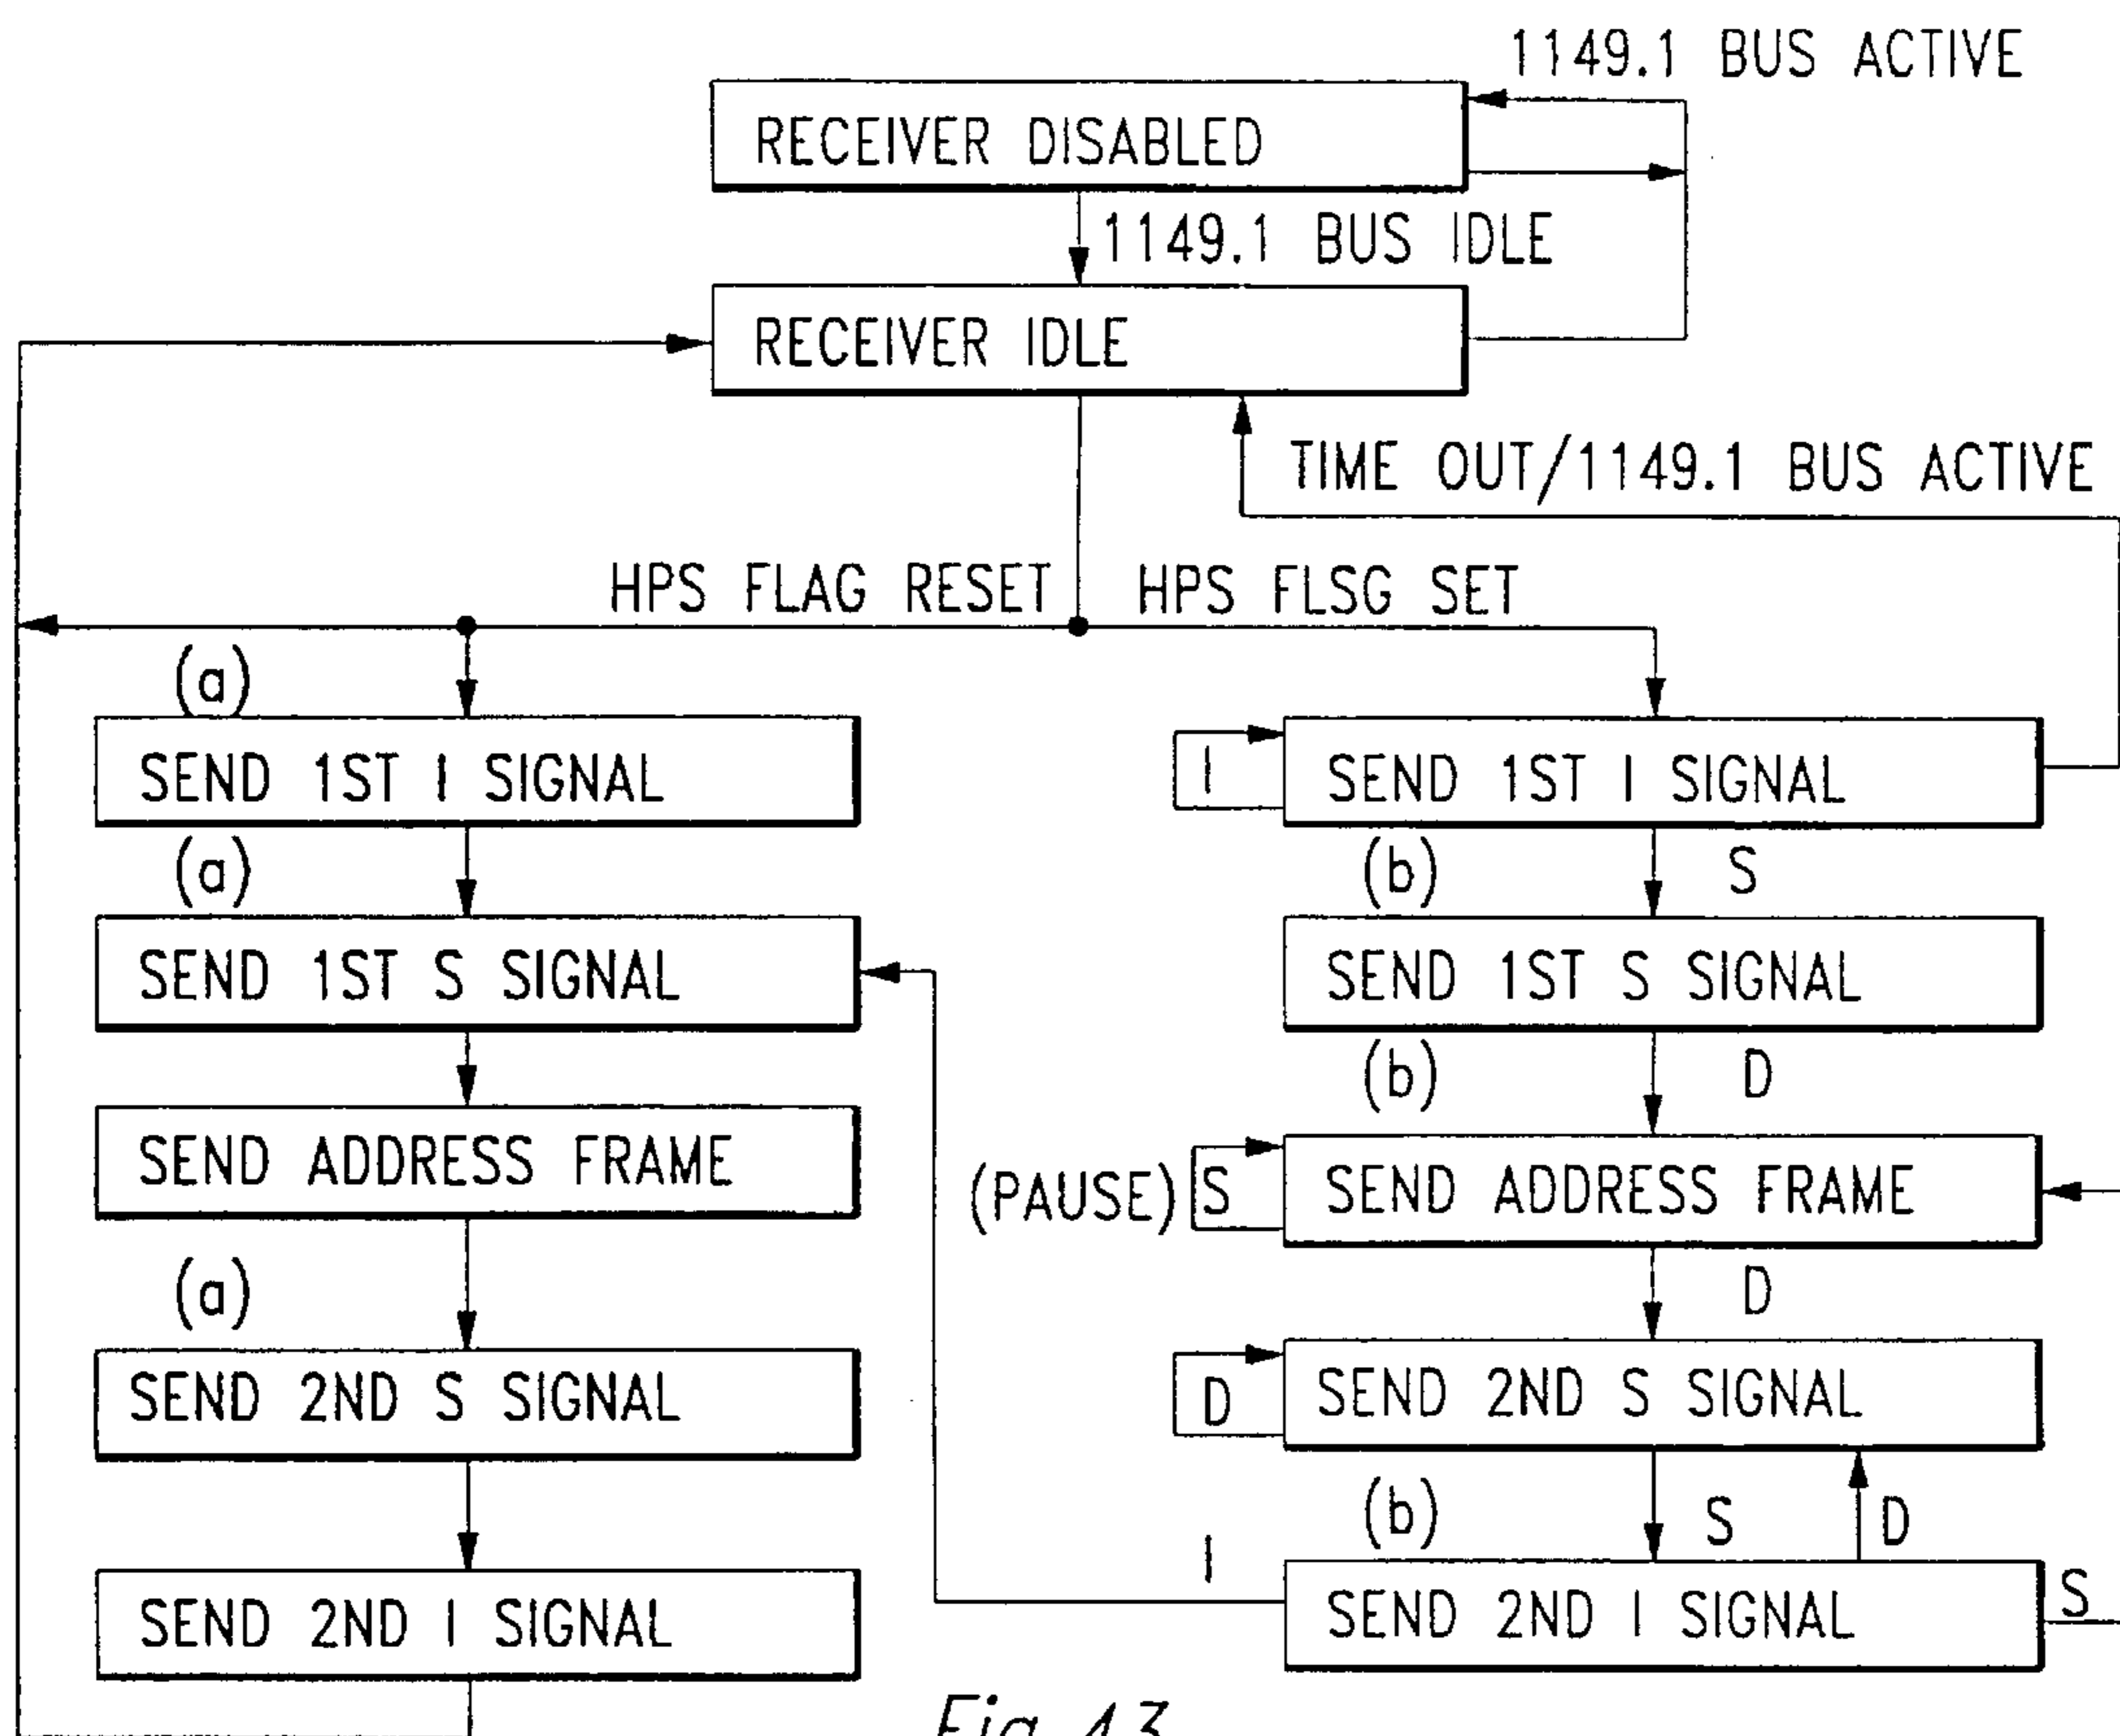 1149.1 BUS ACTIVE
RECEIVER DISABLED
1149.1 BUS IDLE
RECEIVER IDLE
TIME OUT/1149.1 BUS ACTIVE
HPS FLAG RESET
HPS FLSG SET
(a)
SEND 1ST I SIGNAL
I
SEND 1ST I SIGNAL
(a)
(b)
S
SEND 1ST S SIGNAL
SEND 1ST S SIGNAL
(b)
D
SEND ADDRESS FRAME
(PAUSE)
S
SEND ADDRESS FRAME
(a)
D
SEND 2ND S SIGNAL
D
SEND 2ND S SIGNAL
(b)
S
D
I
SEND 2ND I SIGNAL
SEND 2ND I SIGNAL
S
Fig. 43